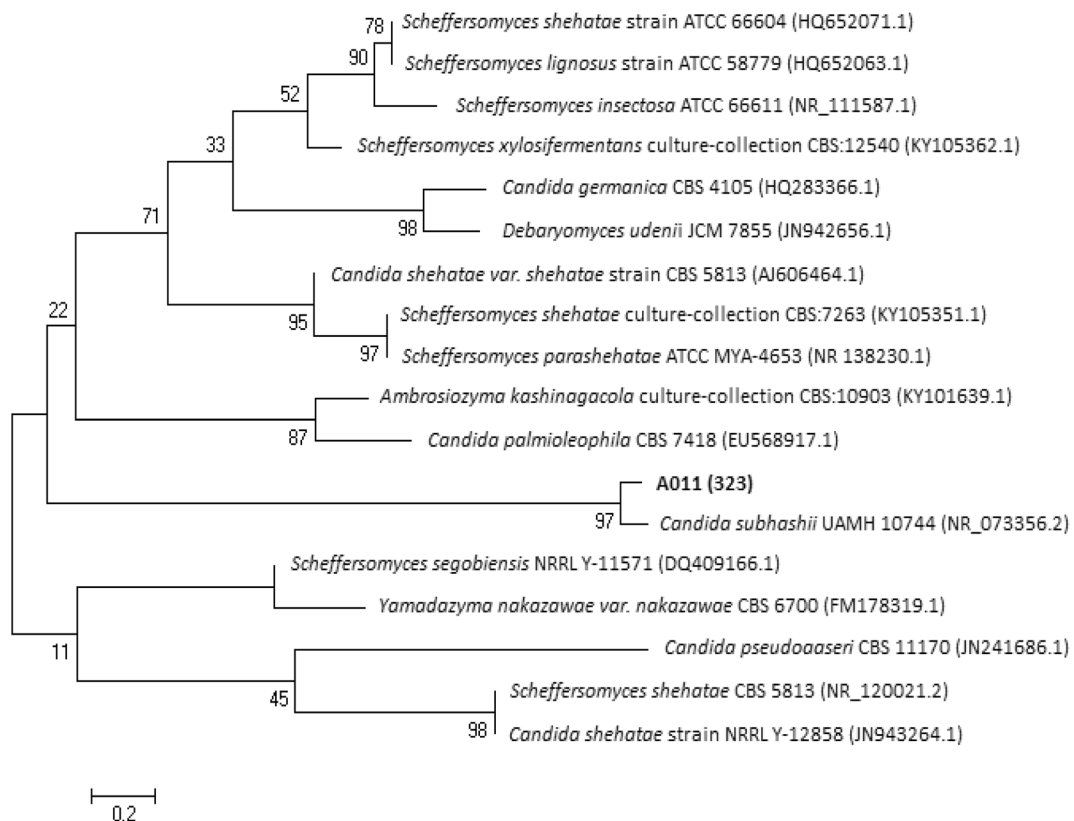 Scheffersomyces shehatae strain ATCC 66604 (HQ652071.1)
78
Scheffersomyces lignosus strain ATCC 58779 (HQ652063.1)
90
Scheffersomyces insectosa ATCC 66611 (NR_111587.1)
52
Scheffersomyces xylosifermentans culture-collection CBS:12540 (KY105362.1)
33
Candida germanica CBS 4105 (HQ283366.1)
98
Debaryomyces udenii JCM 7855 (JN942656.1)
71
Candida shehatae var. shehatae strain CBS 5813 (AJ606464.1)
95
Scheffersomyces shehatae culture-collection CBS:7263 (KY105351.1)
97
Scheffersomyces parashehatae ATCC MYA-4653 (NR 138230.1)
22
Ambrosiozyma kashinagacola culture-collection CBS:10903 (KY101639.1)
87
Candida palmioleophila CBS 7418 (EU568917.1)
A011 (323)
97
Candida subhashii UAMH 10744 (NR_073356.2)
Scheffersomyces segobiensis NRRL Y-11571 (DQ409166.1)
Yamadazyma nakazawae var. nakazawae CBS 6700 (FM178319.1)
11
Candida pseudoaaseri CBS 11170 (JN241686.1)
45
Scheffersomyces shehatae CBS 5813 (NR_120021.2)
98
Candida shehatae strain NRRL Y-12858 (JN943264.1)
0.2